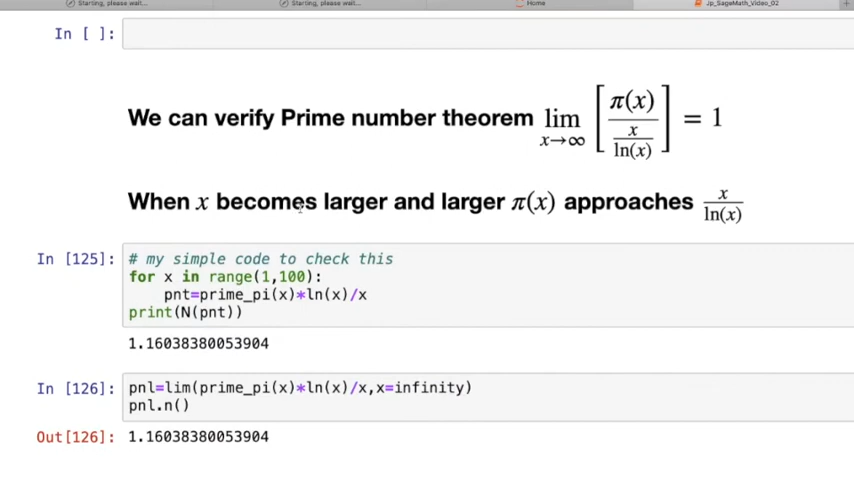 Starting, please wait... Starting, please wait... Home Jp_SageMath_Video_02
In [ ]:
We can verify Prime number theorem lim x→∞ [π(x) / (x / ln(x))] = 1
When x becomes larger and larger π(x) approaches x / ln(x)
In [125]: # my simple code to check this
for x in range(1,100):
    pnt=prime_pi(x)*ln(x)/x
print(N(pnt))
1.16038380053904
In [126]: pnl=lim(prime_pi(x)*ln(x)/x,x=infinity)
pnl.n()
Out[126]: 1.16038380053904